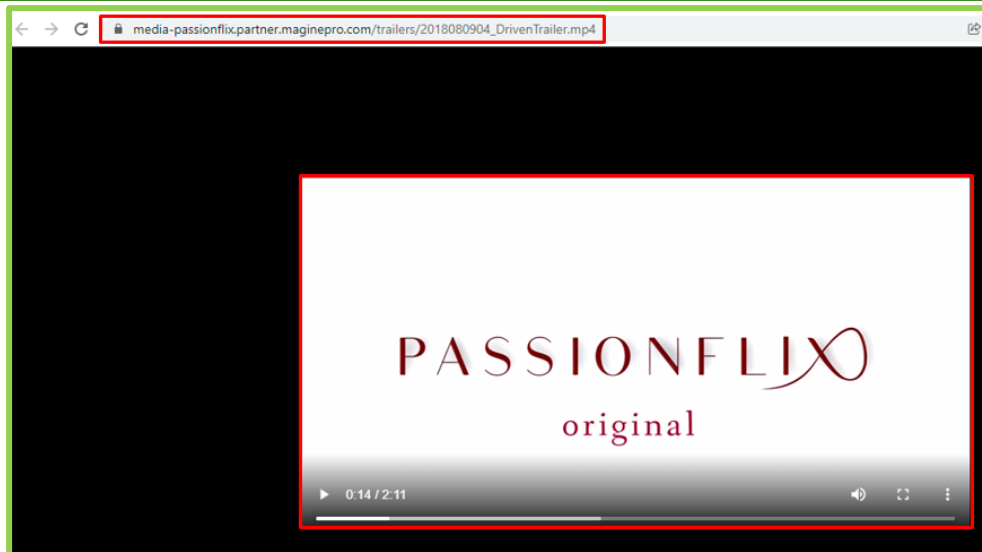 media-passionflix.partner.maginepro.com/trailers/2018080904_DrivenTrailer.mp4
PASSIONFLIX
original
0:14 / 2:11